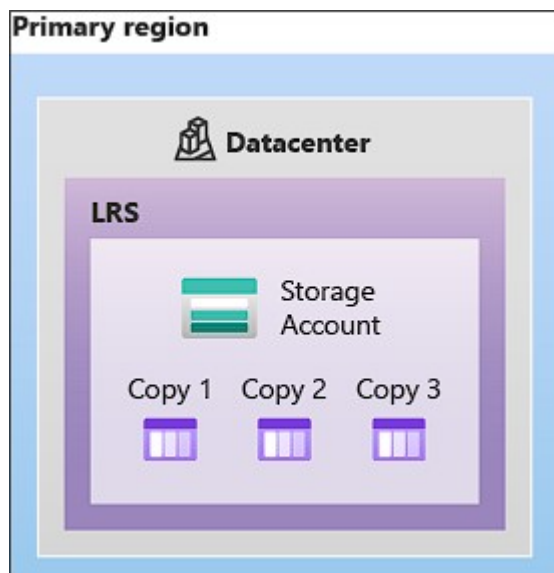 Primary region
Datacenter
LRS
Storage
Account
Copy 1 Copy 2 Copy 3